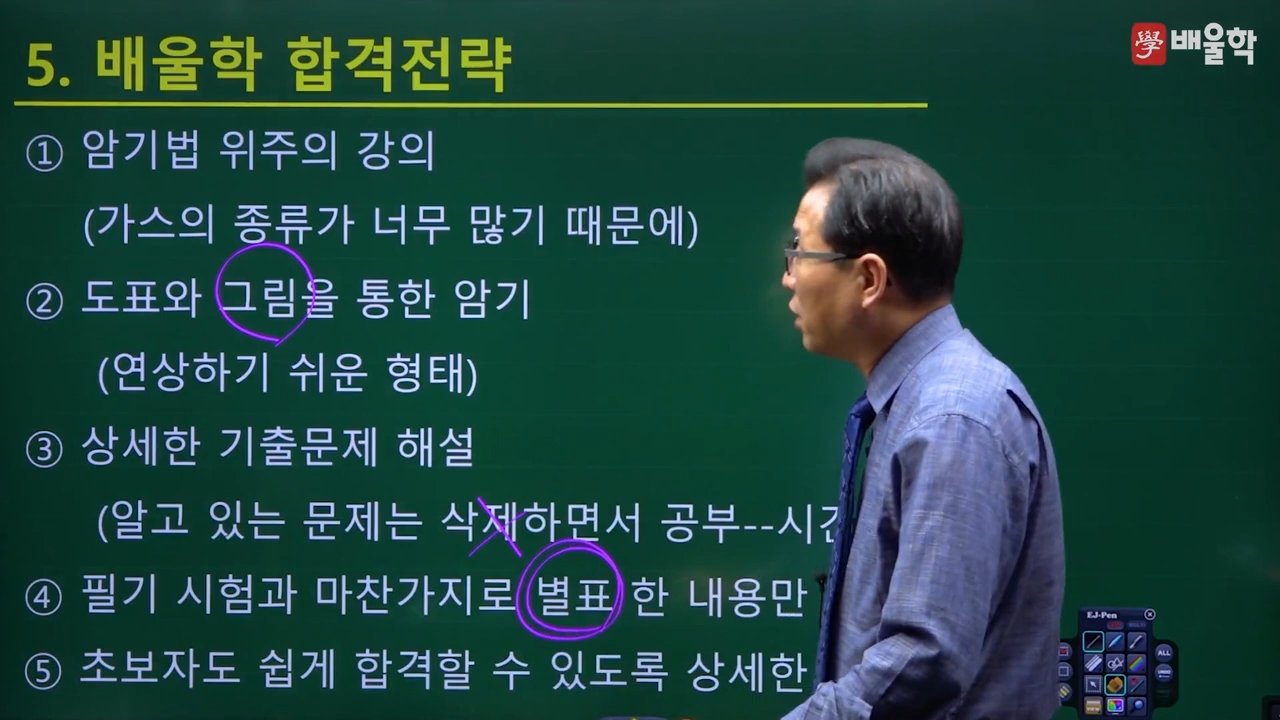 5. 배울학 합격전략
學 배울학
① 암기법 위주의 강의
(가스의 종류가 너무 많기 때문에)
② 도표와 그림을 통한 암기
(연상하기 쉬운 형태)
③ 상세한 기출문제 해설
(알고 있는 문제는 삭제하면서 공부--시간
④ 필기 시험과 마찬가지로 별표 한 내용만
⑤ 초보자도 쉽게 합격할 수 있도록 상세한
EJ-Pen
ALL